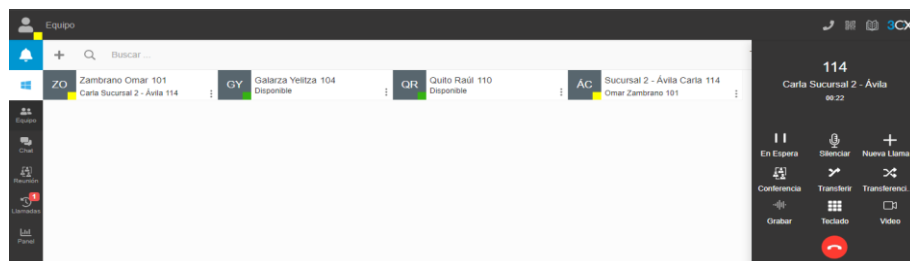 Equipo
3CX
Buscar ...
ZO
Zambrano Omar 101
Carla Sucursal 2 - Ávila 114
GY
Galarza Yelitza 104
Disponible
QR
Quito Raúl 110
Disponible
ÁC
Sucursal 2 - Ávila Carla 114
Omar Zambrano 101
Equipo
Chat
Reunión
1
Llamadas
Panel
114
Carla Sucursal 2 - Ávila
00:22
En Espera
Silenciar
Nueva Llama
Conferencia
Transferir
Transferenci...
Grabar
Teclado
Video